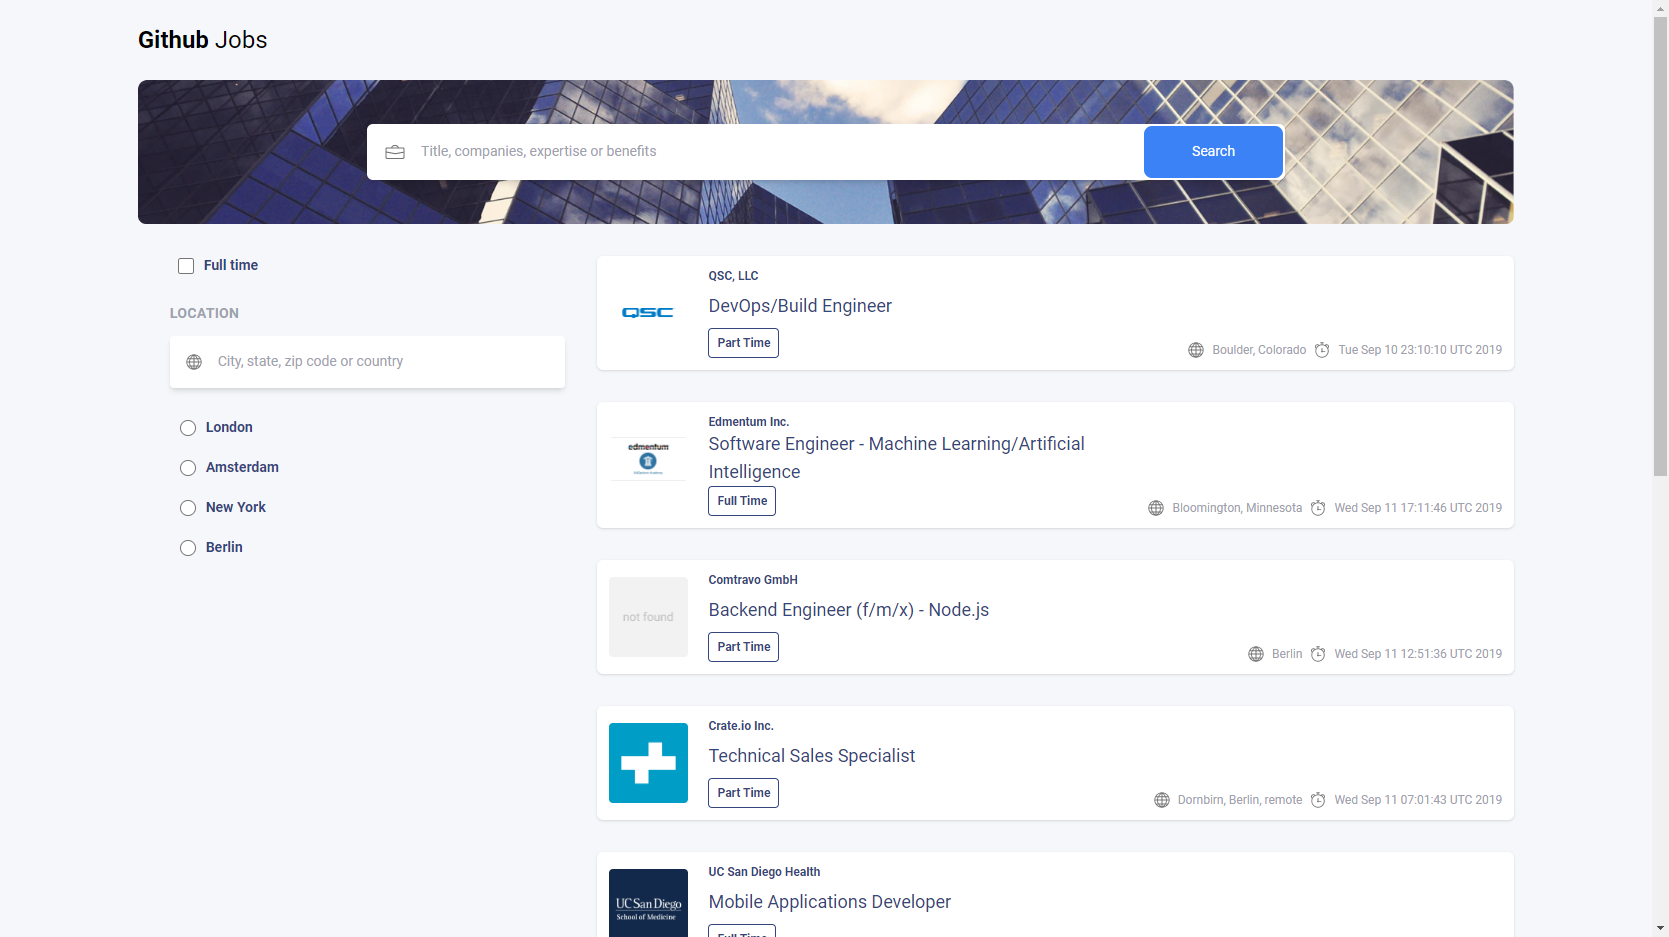 Github Jobs
Title, companies, expertise or benefits
Search
Full time
LOCATION
City, state, zip code or country
London
Amsterdam
New York
Berlin
QSC, LLC
QSC
DevOps/Build Engineer
Part Time
Boulder, Colorado
Tue Sep 10 23:10:10 UTC 2019
Edmentum Inc.
edmentum
Software Engineer - Machine Learning/Artificial
Intelligence
Full Time
Bloomington, Minnesota
Wed Sep 11 17:11:46 UTC 2019
Comtravo GmbH
not found
Backend Engineer (f/m/x) - Node.js
Part Time
Berlin
Wed Sep 11 12:51:36 UTC 2019
Crate.io Inc.
Technical Sales Specialist
Part Time
Dornbirn, Berlin, remote
Wed Sep 11 07:01:43 UTC 2019
UC San Diego Health
UC San Diego
School of Medicine
Mobile Applications Developer
Full Time